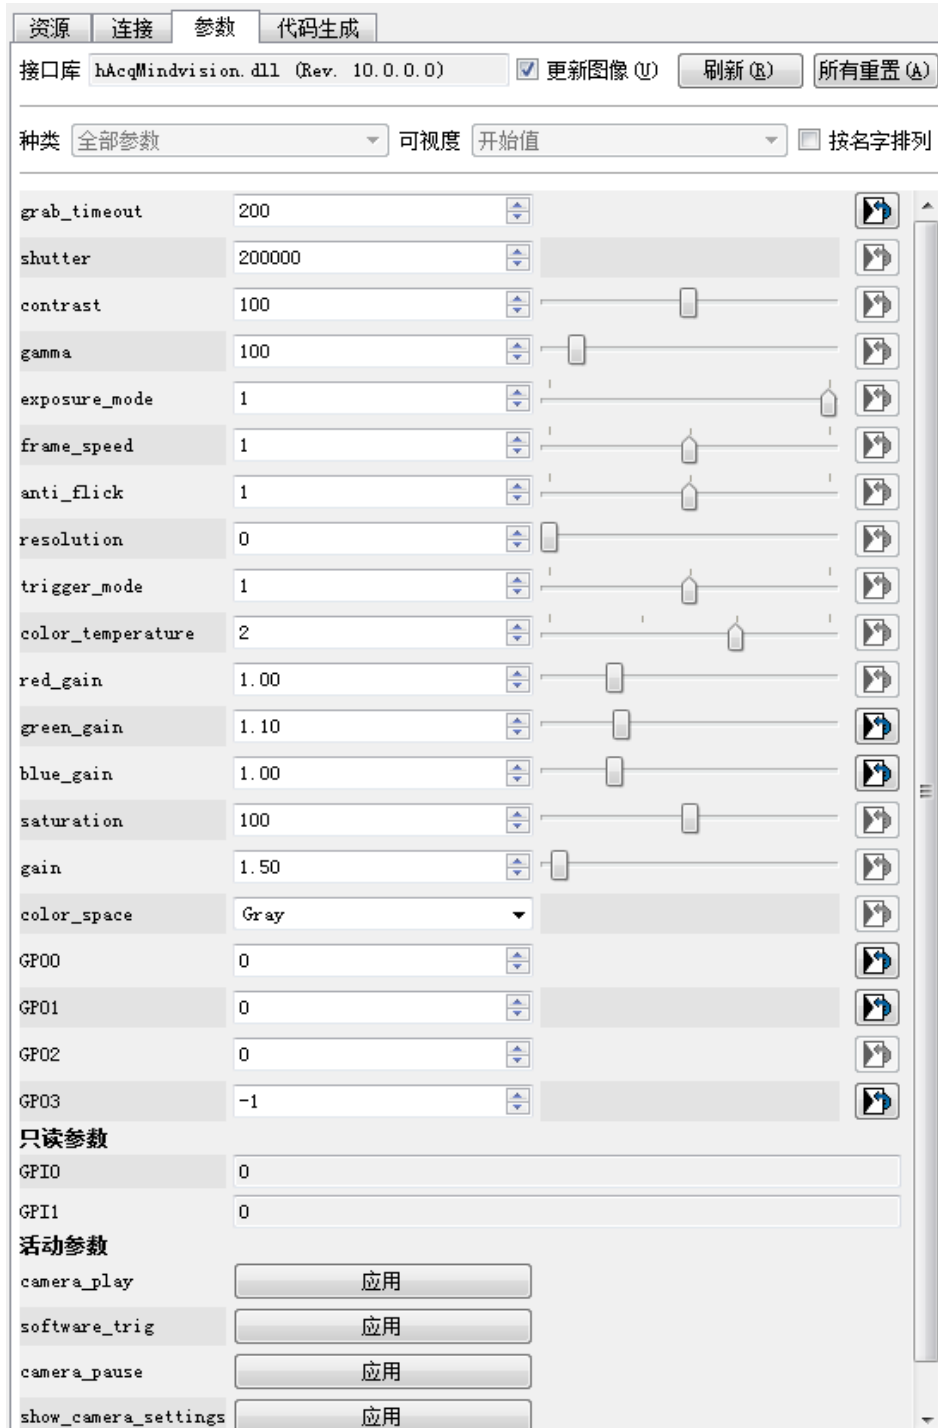 资源 连接 参数 代码生成
接口库 hAcqMindvision.dll (Rev. 10.0.0.0) 更新图像(U) 刷新(R) 所有重置(A)
种类 全部参数 可视度 开始值 按名字排列
grab_timeout 200
shutter 200000
contrast 100
gamma 100
exposure_mode 1
frame_speed 1
anti_flick 1
resolution 0
trigger_mode 1
color_temperature 2
red_gain 1.00
green_gain 1.10
blue_gain 1.00
saturation 100
gain 1.50
color_space Gray
GPO0 0
GPO1 0
GPO2 0
GPO3 -1
只读参数
GPI0 0
GPI1 0
活动参数
camera_play 应用
software_trig 应用
camera_pause 应用
show_camera_settings 应用